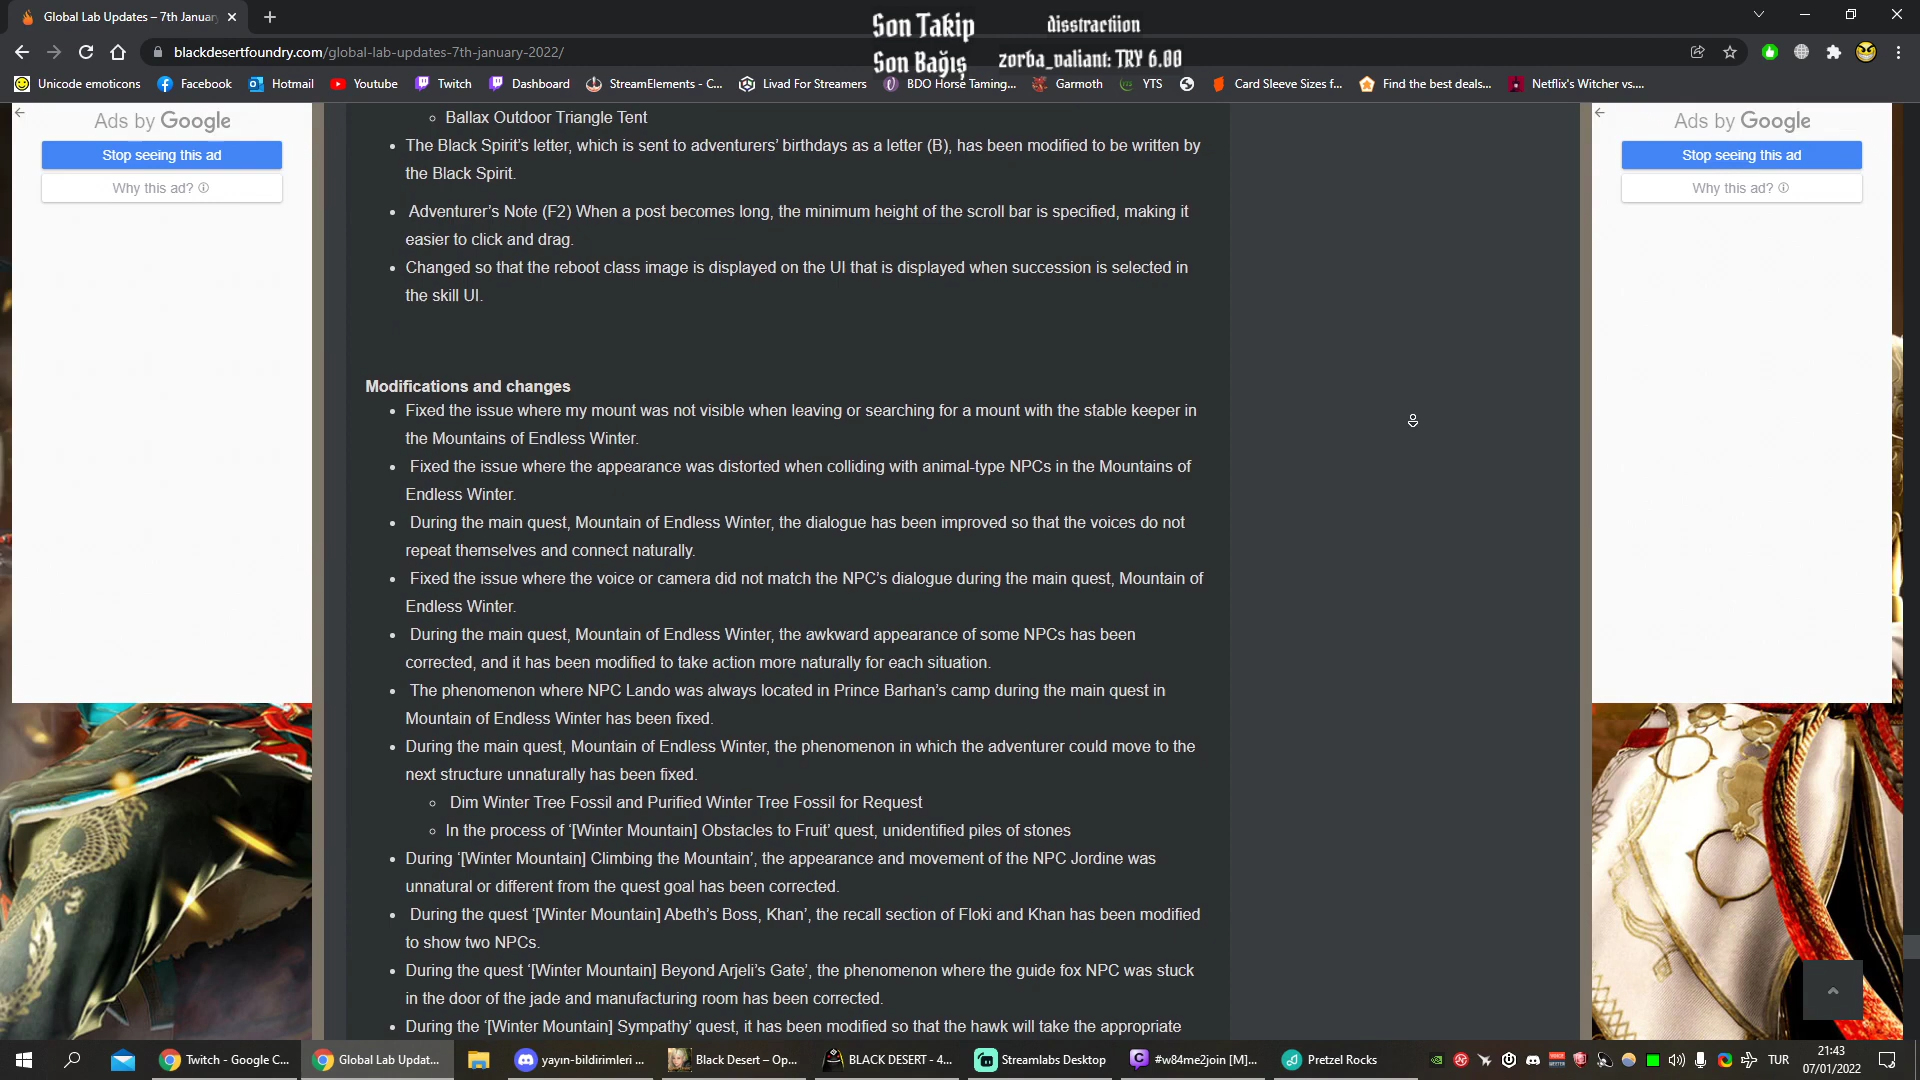 Global Lab Updates – 7th Januar
Son Takip
disstractiion
Son Bağış
zorba_valiant: TRY 6.00
blackdesertfoundry.com/global-lab-updates-7th-january-2022/
Unicode emoticons
Facebook
Hotmail
Youtube
Twitch
Dashboard
StreamElements - C...
Livad For Streamers
BDO Horse Taming...
Garmoth
YTS
Card Sleeve Sizes f...
Find the best deals...
Netflix's Witcher vs....
Ads by Google
Stop seeing this ad
Why this ad?
Ballax Outdoor Triangle Tent
The Black Spirit’s letter, which is sent to adventurers’ birthdays as a letter (B), has been modified to be written by
the Black Spirit.
Adventurer’s Note (F2) When a post becomes long, the minimum height of the scroll bar is specified, making it
easier to click and drag.
Changed so that the reboot class image is displayed on the UI that is displayed when succession is selected in
the skill UI.
Modifications and changes
Fixed the issue where my mount was not visible when leaving or searching for a mount with the stable keeper in
the Mountains of Endless Winter.
Fixed the issue where the appearance was distorted when colliding with animal-type NPCs in the Mountains of
Endless Winter.
During the main quest, Mountain of Endless Winter, the dialogue has been improved so that the voices do not
repeat themselves and connect naturally.
Fixed the issue where the voice or camera did not match the NPC’s dialogue during the main quest, Mountain of
Endless Winter.
During the main quest, Mountain of Endless Winter, the awkward appearance of some NPCs has been
corrected, and it has been modified to take action more naturally for each situation.
The phenomenon where NPC Lando was always located in Prince Barhan’s camp during the main quest in
Mountain of Endless Winter has been fixed.
During the main quest, Mountain of Endless Winter, the phenomenon in which the adventurer could move to the
next structure unnaturally has been fixed.
Dim Winter Tree Fossil and Purified Winter Tree Fossil for Request
In the process of ‘[Winter Mountain] Obstacles to Fruit’ quest, unidentified piles of stones
During ‘[Winter Mountain] Climbing the Mountain’, the appearance and movement of the NPC Jordine was
unnatural or different from the quest goal has been corrected.
During the quest ‘[Winter Mountain] Abeth’s Boss, Khan’, the recall section of Floki and Khan has been modified
to show two NPCs.
During the quest ‘[Winter Mountain] Beyond Arjeli’s Gate’, the phenomenon where the guide fox NPC was stuck
in the door of the jade and manufacturing room has been corrected.
During the ‘[Winter Mountain] Sympathy’ quest, it has been modified so that the hawk will take the appropriate
Ads by Google
Stop seeing this ad
Why this ad?
Twitch - Google C...
Global Lab Updat...
yayın-bildirimleri ...
Black Desert – Op...
BLACK DESERT - 4...
Streamlabs Desktop
#w84me2join [M]...
Pretzel Rocks
TUR
21:43
07/01/2022